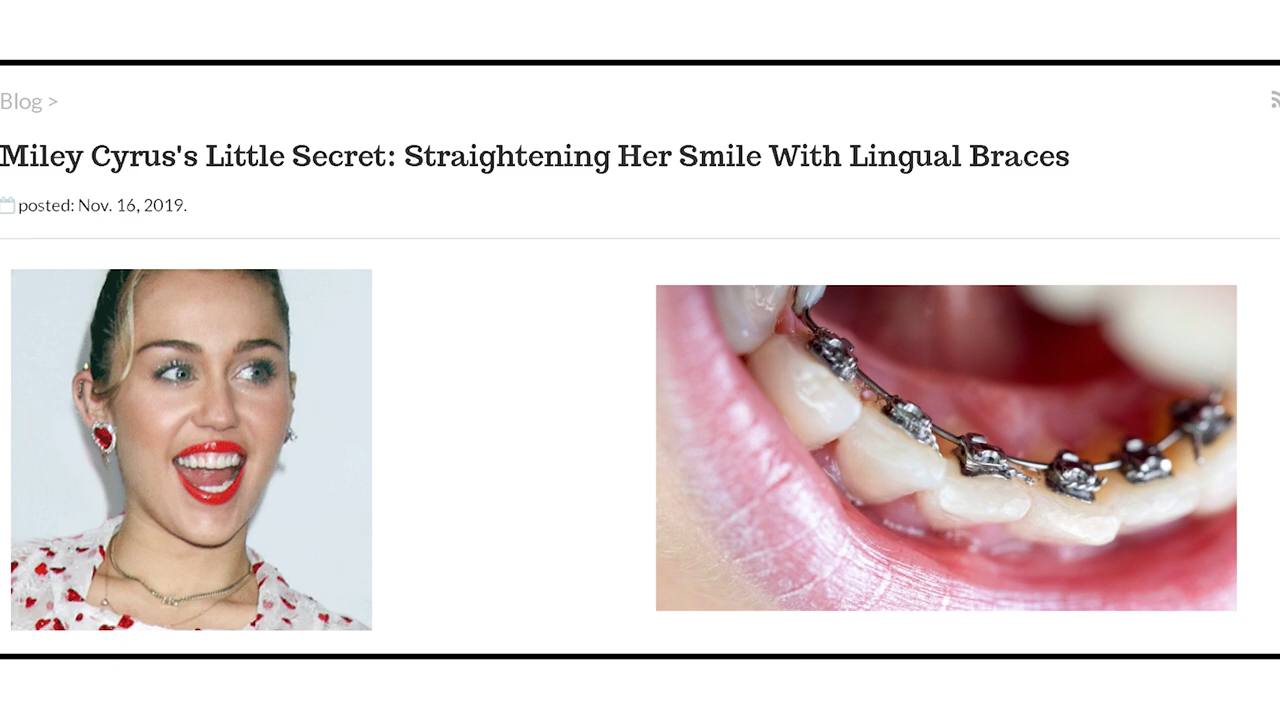 Blog >
Miley Cyrus's Little Secret: Straightening Her Smile With Lingual Braces
posted: Nov. 16, 2019.